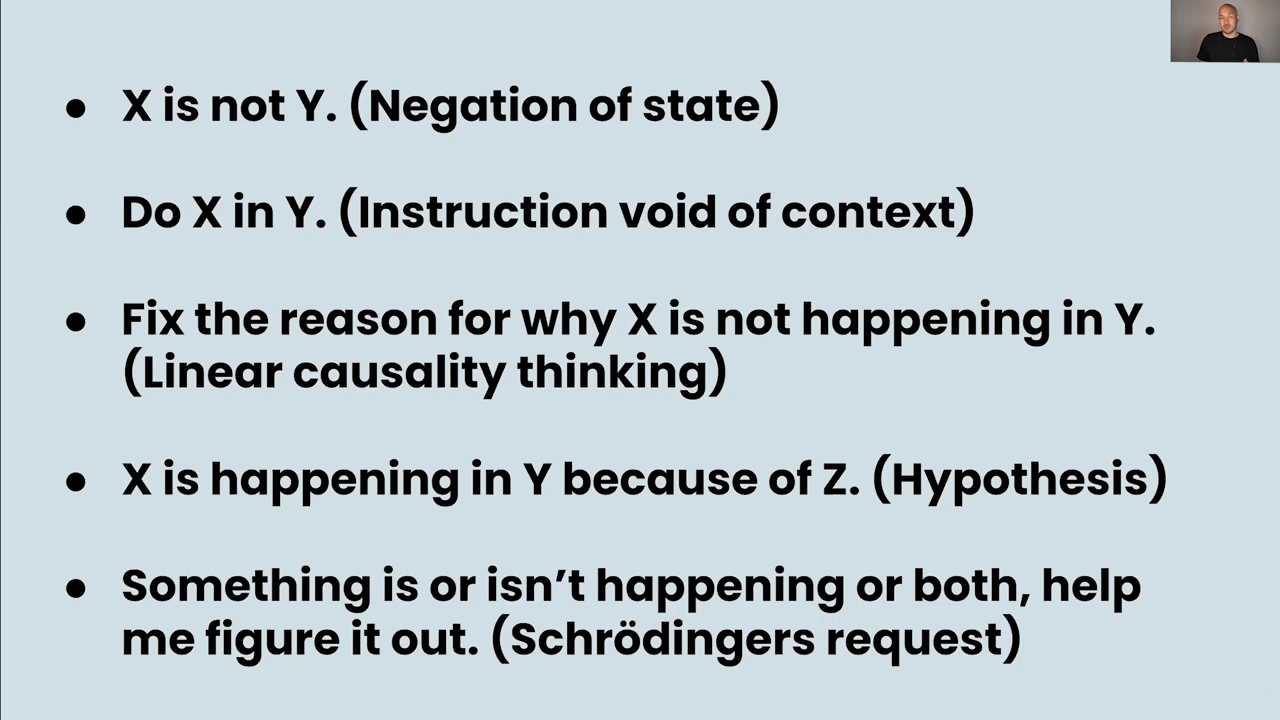 ● X is not Y. (Negation of state)
● Do X in Y. (Instruction void of context)
● Fix the reason for why X is not happening in Y.
(Linear causality thinking)
● X is happening in Y because of Z. (Hypothesis)
● Something is or isn’t happening or both, help
me figure it out. (Schrödingers request)